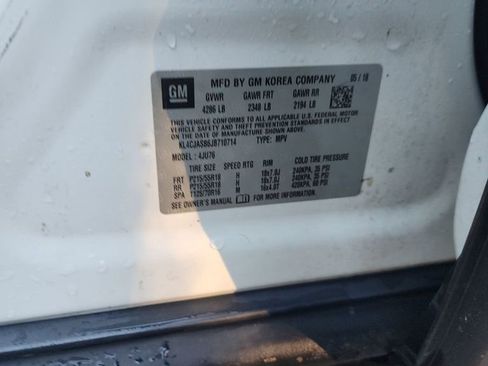 GM
MFD BY GM KOREA COMPANY 05/18
GVWR GAWR FRT GAWR RR
4286 LB 2348 LB 2194 LB
THIS VEHICLE CONFORMS TO ALL APPLICABLE U.S. FEDERAL MOTOR
VEHICLE SAFETY, BUMPER, AND THEFT PREVENTION STANDARDS IN EFFECT
ON THE DATE OF MANUFACTURE SHOWN ABOVE.
KL4CJASB6JB710714 TYPE: MPV
MODEL: 4JU76
TIRE SIZE SPEED RTG RIM COLD TIRE PRESSURE
FRT P215/55R18 H 18x7.0J 240KPA, 35 PSI
RR P215/55R18 H 18x7.0J 240KPA, 35 PSI
SPA T125/70R16 M 16x4.0T 420KPA, 60 PSI
SEE OWNER'S MANUAL FOR MORE INFORMATION.